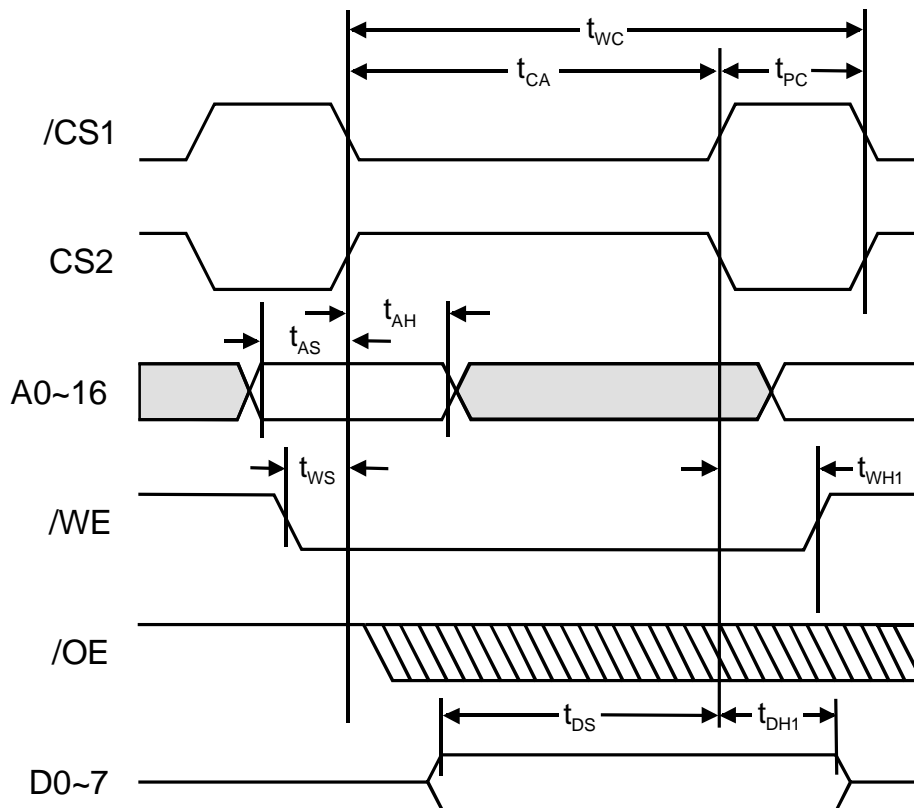 tWC
tCA tPC
/CS1
CS2
tAH
tAS
A0~16
tWS tWH1
/WE
/OE
tDS tDH1
D0~7